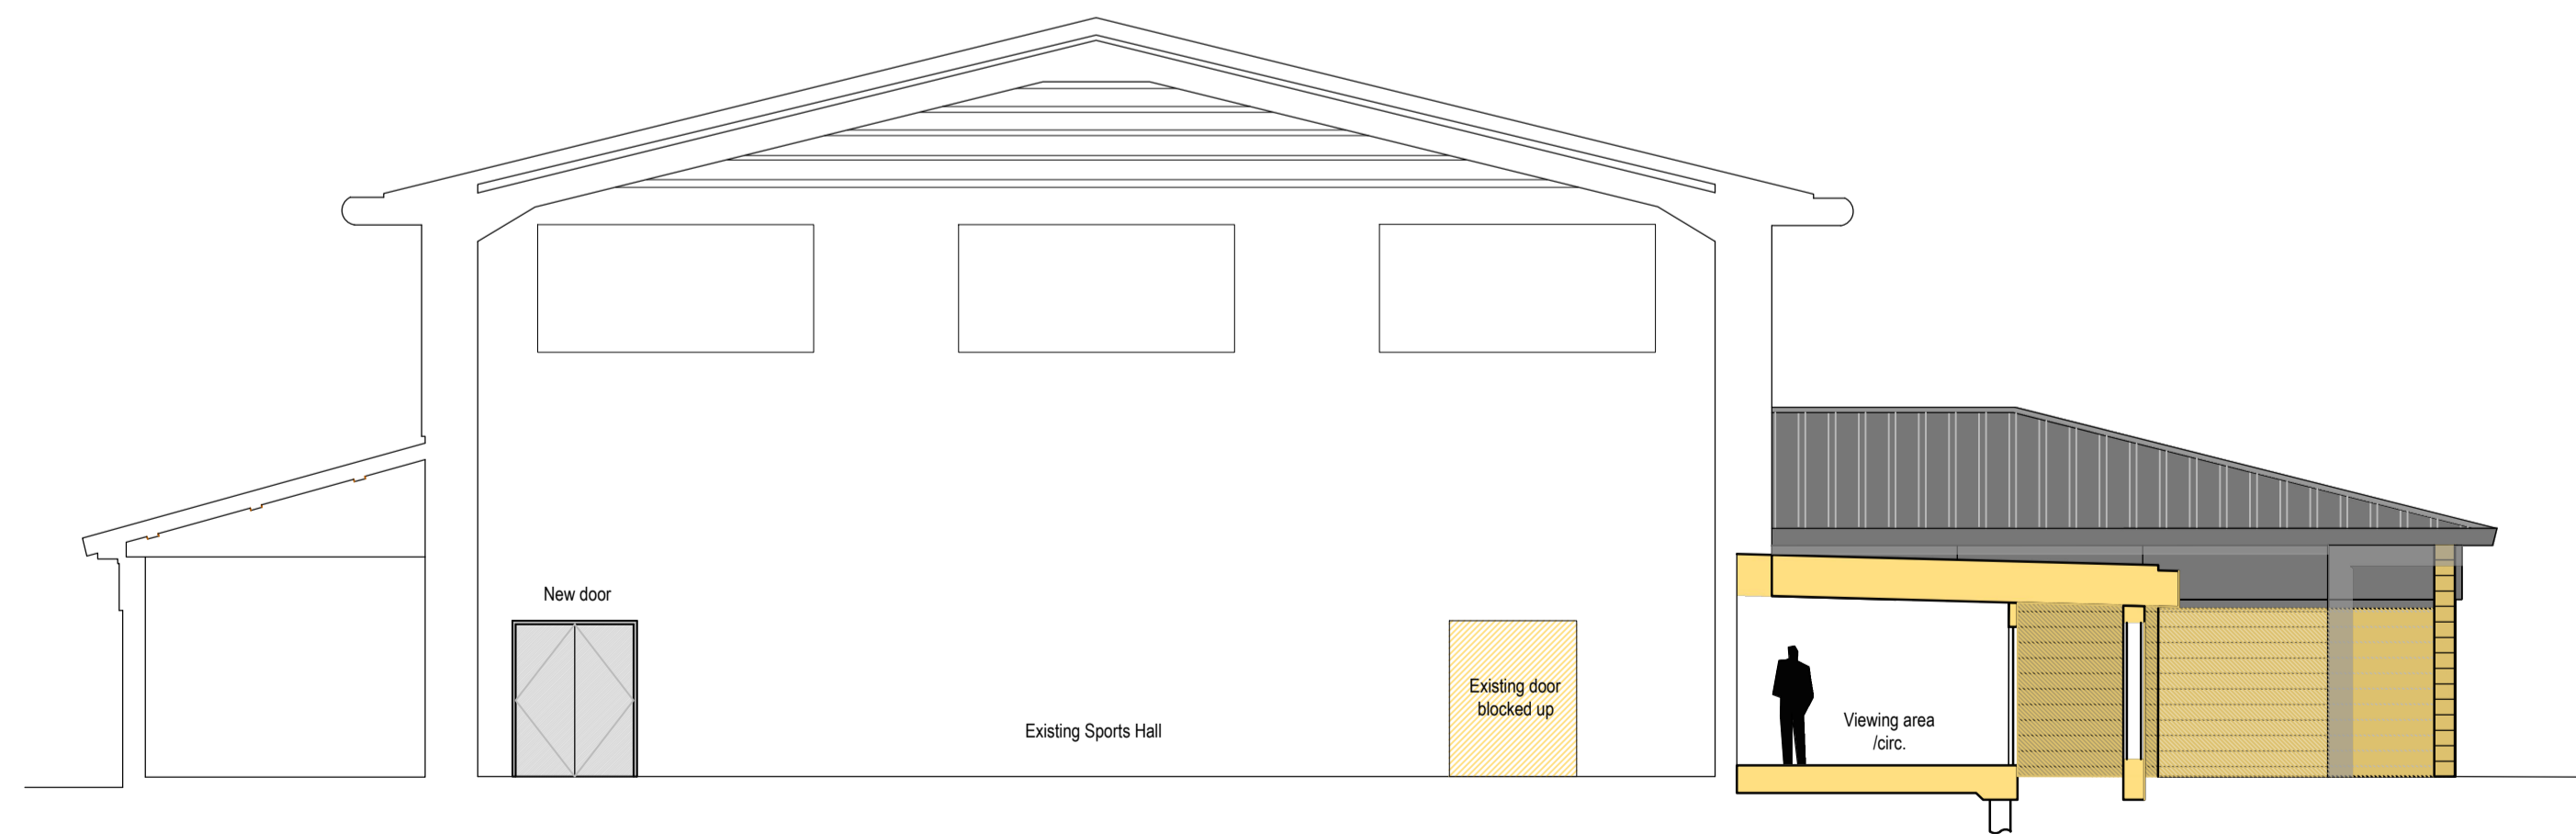 New door
Existing Sports Hall
Existing door
blocked up
Viewing area
/circ.